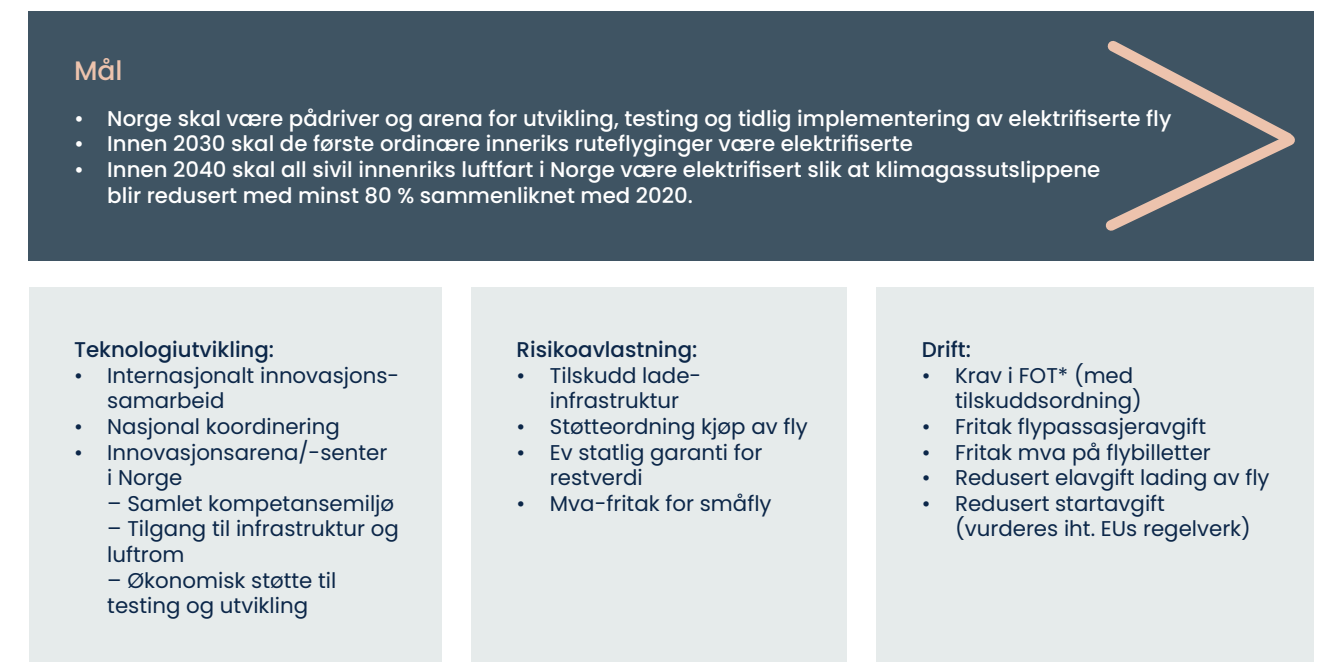 Mål
• Norge skal være pådriver og arena for utvikling, testing og tidlig implementering av elektrifiserte fly
• Innen 2030 skal de første ordinære inneriks ruteflyginger være elektrifiserte
• Innen 2040 skal all sivil innenriks luftfart i Norge være elektrifisert slik at klimagassutslippene
blir redusert med minst 80 % sammenliknet med 2020.
Teknologiutvikling:
• Internasjonalt innovasjons-
samarbeid
• Nasjonal koordinering
• Innovasjonsarena/-senter
i Norge
– Samlet kompetansemiljø
– Tilgang til infrastruktur og
luftrom
– Økonomisk støtte til
testing og utvikling
Risikoavlastning:
• Tilskudd lade-
infrastruktur
• Støtteordning kjøp av fly
• Ev statlig garanti for
restverdi
• Mva-fritak for småfly
Drift:
• Krav i FOT* (med
tilskuddsordning)
• Fritak flypassasjeravgift
• Fritak mva på flybilletter
• Redusert elavgift lading av fly
• Redusert startavgift
(vurderes iht. EUs regelverk)